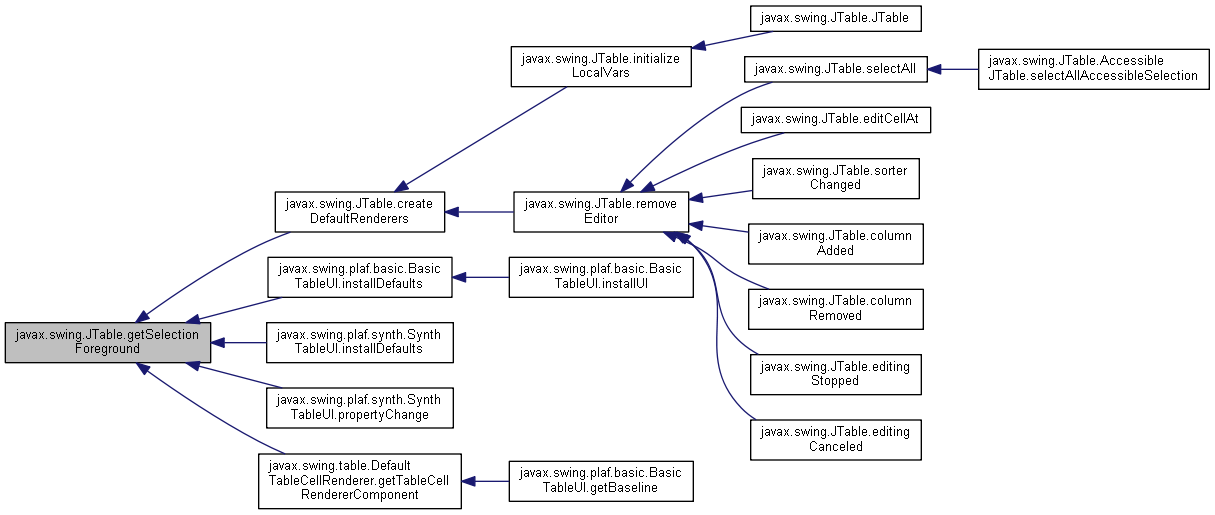 javax.swing.JTable.JTable
javax.swing.JTable.initialize
LocalVars
javax.swing.JTable.selectAll
javax.swing.JTable.Accessible
JTable.selectAllAccessibleSelection
javax.swing.JTable.editCellAt
javax.swing.JTable.sorter
Changed
javax.swing.JTable.create
DefaultRenderers
javax.swing.JTable.remove
Editor
javax.swing.JTable.column
Added
javax.swing.plaf.basic.Basic
TableUI.installDefaults
javax.swing.plaf.basic.Basic
TableUI.installUI
javax.swing.JTable.column
Removed
javax.swing.JTable.getSelection
Foreground
javax.swing.plaf.synth.Synth
TableUI.installDefaults
javax.swing.JTable.editing
Stopped
javax.swing.plaf.synth.Synth
TableUI.propertyChange
javax.swing.JTable.editing
Canceled
javax.swing.table.Default
TableCellRenderer.getTableCell
RendererComponent
javax.swing.plaf.basic.Basic
TableUI.getBaseline